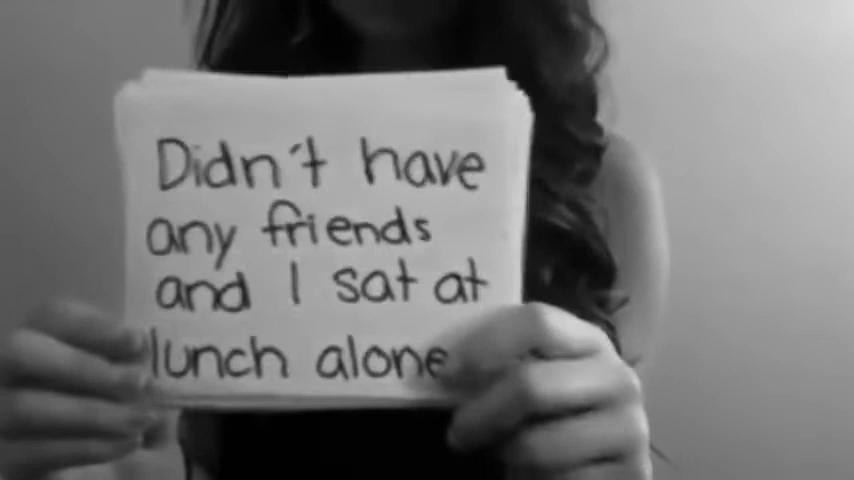 Didn't have
any friends
and I sat at
lunch alone